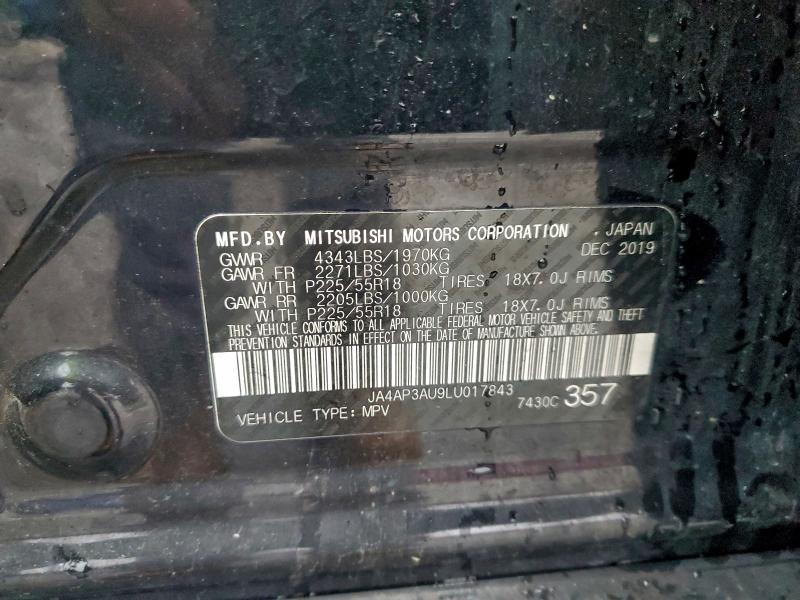 MFD.BY MITSUBISHI MOTORS CORPORATION . JAPAN
GVWR 4343LBS/1970KG DEC 2019
GAWR FR 2271LBS/1030KG
WITH P225/55R18 TIRES 18X7.0J RIMS
GAWR RR 2205LBS/1000KG
WITH P225/55R18 TIRES 18X7.0J RIMS
THIS VEHICLE CONFORMS TO ALL APPLICABLE FEDERAL MOTOR VEHICLE SAFETY AND THEFT
PREVENTION STANDARDS IN EFFECT ON THE DATE OF MANUFACTURE SHOWN ABOVE.
JA4AP3AU9LU017843
VEHICLE TYPE: MPV 7430C 357